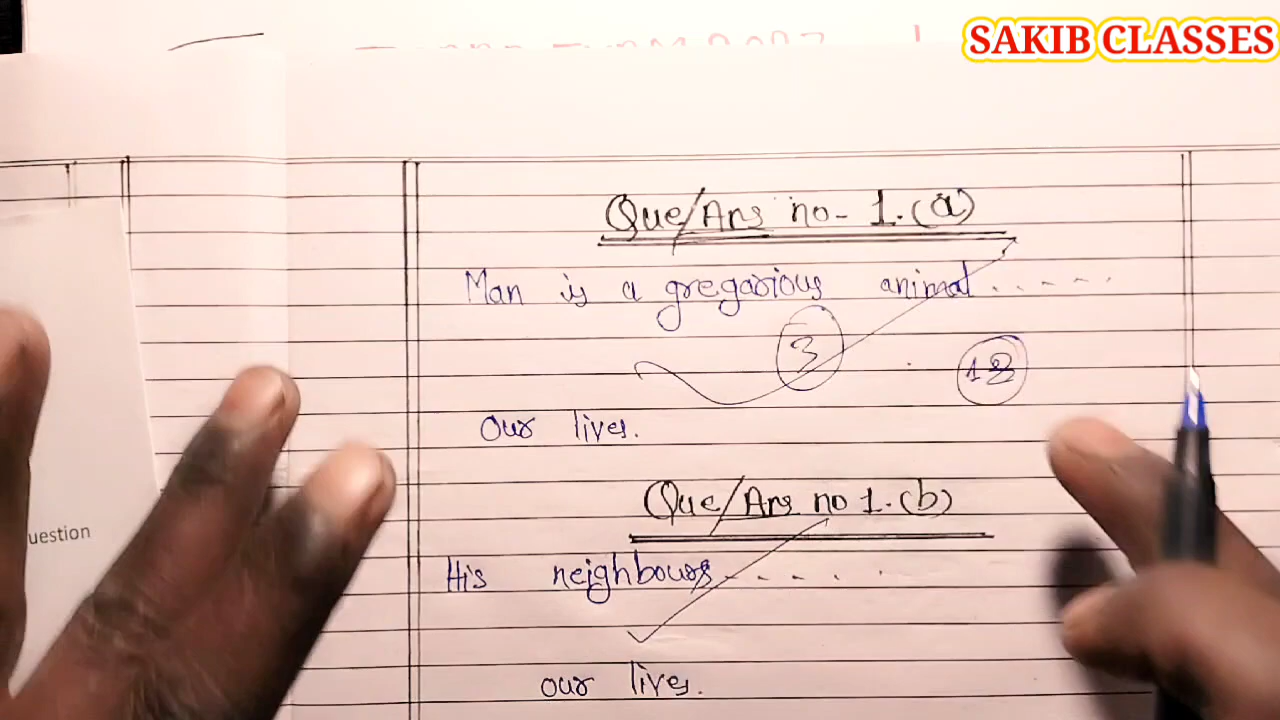 SAKIB CLASSES
Que/Ans no- 1.(a)
Man is a gregarious animal.....
3
12
Our lives.
Que/Ans no 1.(b)
uestion
His neighbours.....
our lives.